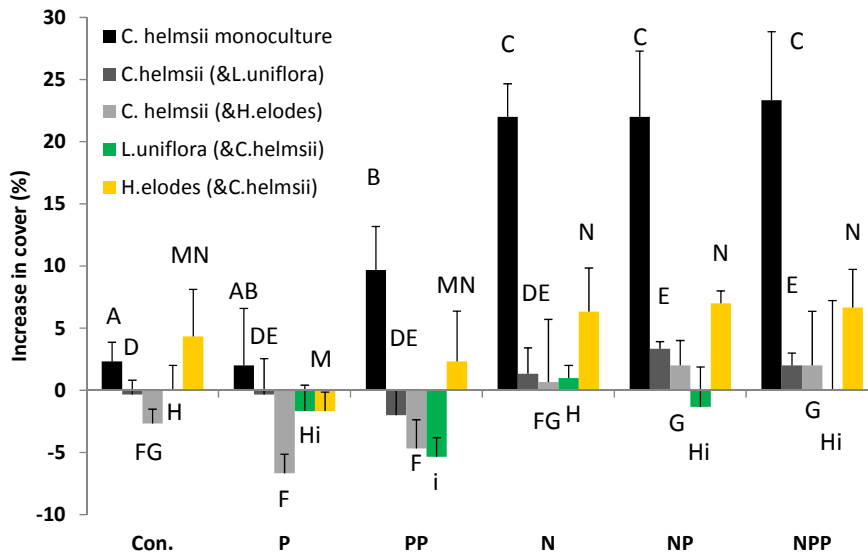 Increase in cover (%)
30
25
20
15
10
5
0
-5
-10
C. helmsii monoculture
C.helmsii (&L.uniflora)
C. helmsii (&H.elodes)
L.uniflora (&C.helmsii)
H.elodes (&C.helmsii)
A
D
FG
H
MN
AB
DE
F
Hi
M
B
DE
F
i
MN
C
DE
FG
H
N
C
E
G
Hi
N
C
E
G
Hi
N
Con.
P
PP
N
NP
NPP